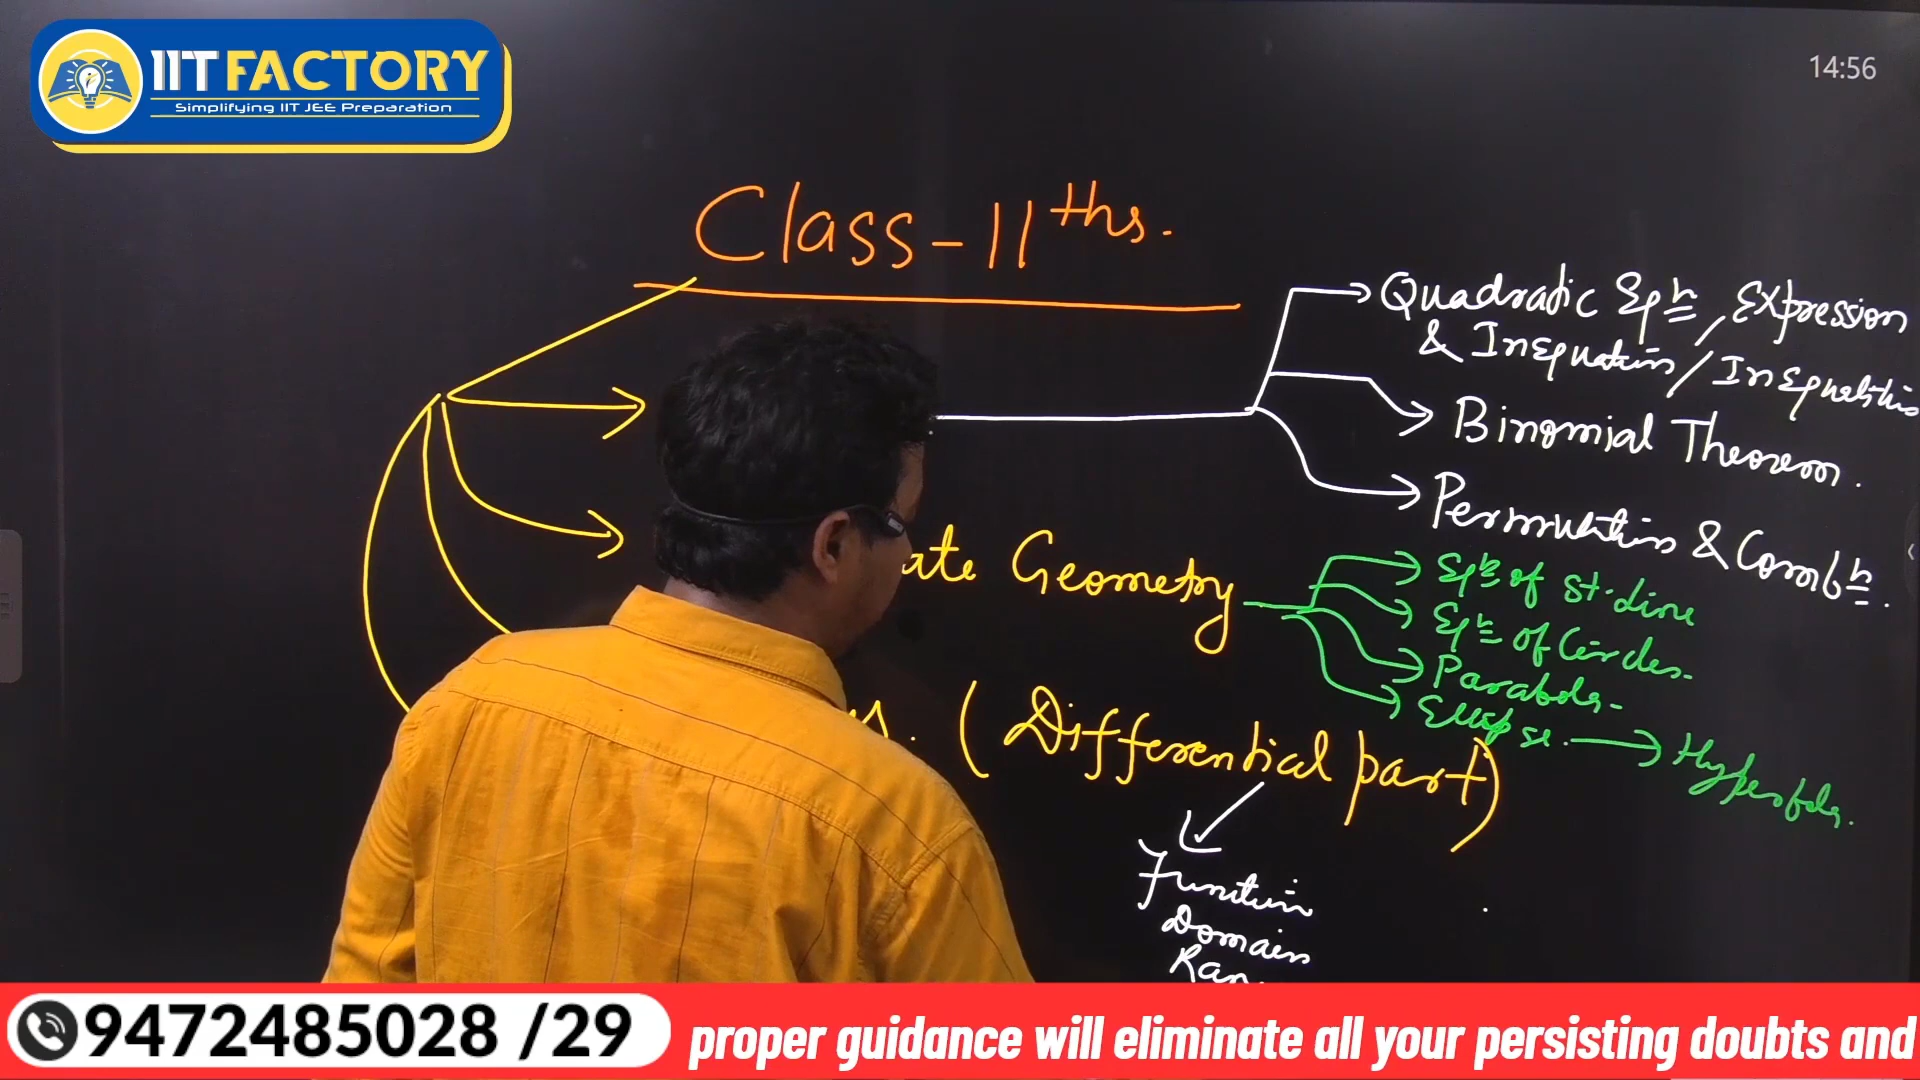 IIT FACTORY
Simplifying IIT JEE Preparation
14:56
Class-11ths.
Quadratic Eqn / Expression
& Inequations / Inequalities
Binomial Theorem.
Permutations & Combn.
ate Geometry
Eqn of St. Line
Eqn of Circles
Parabola
Ellipse. → Hyperbola.
(Differential part)
Function
Domain
Ran
9472485028 /29
proper guidance will eliminate all your persisting doubts and